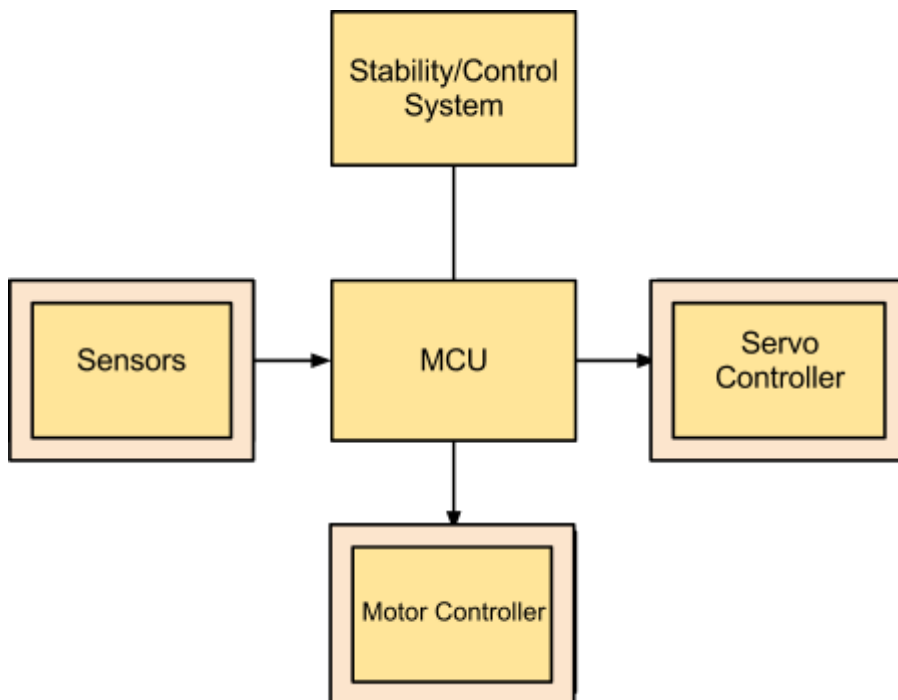 Stability/Control
System
Sensors
MCU
Servo
Controller
Motor Controller